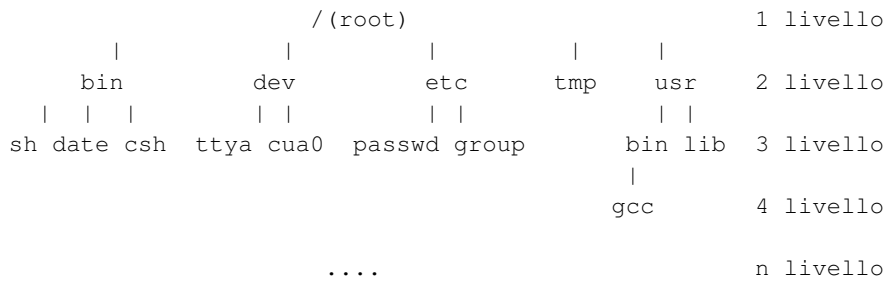 /(root) 1 livello
| | | | |
bin dev etc tmp usr 2 livello
| | | | | | | | |
sh date csh ttya cua0 passwd group bin lib 3 livello
|
gcc 4 livello
.... n livello